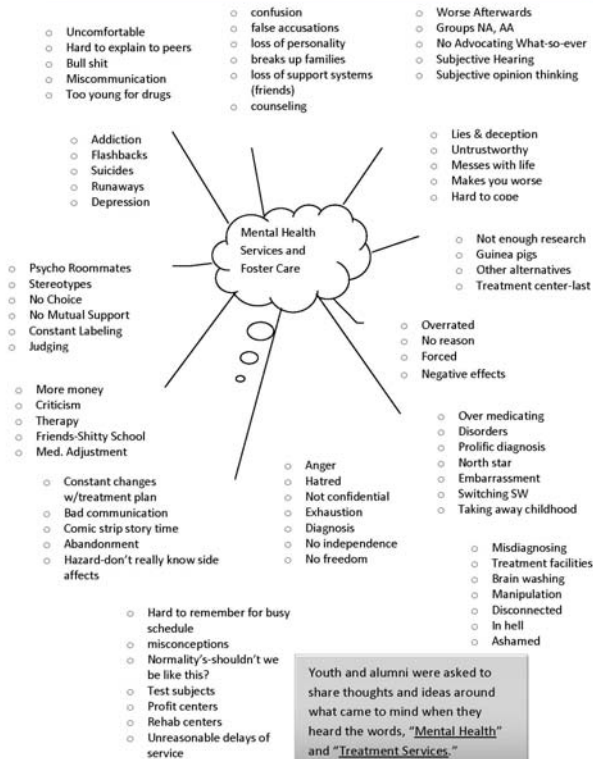 Uncomfortable
Hard to explain to peers
Bull shit
Miscommunication
Too young for drugs
confusion
false accusations
loss of personality
breaks up families
loss of support systems
(friends)
counseling
Worse Afterwards
Groups NA, AA
No Advocating What-so-ever
Subjective Hearing
Subjective opinion thinking
Addiction
Flashbacks
Suicides
Runaways
Depression
Lies & deception
Untrustworthy
Messes with life
Makes you worse
Hard to cope
Mental Health
Services and
Foster Care
Not enough research
Guinea pigs
Other alternatives
Treatment center-last
Psycho Roommates
Stereotypes
No Choice
No Mutual Support
Constant Labeling
Judging
Overrated
No reason
Forced
Negative effects
More money
Criticism
Therapy
Friends-Shitty School
Med. Adjustment
Over medicating
Disorders
Prolific diagnosis
North star
Embarrassment
Switching SW
Taking away childhood
Constant changes
w/treatment plan
Bad communication
Comic strip story time
Abandonment
Hazard-don't really know side
affects
Anger
Hatred
Not confidential
Exhaustion
Diagnosis
No independence
No freedom
Misdiagnosing
Treatment facilities
Brain washing
Manipulation
Disconnected
In hell
Ashamed
Hard to remember for busy
schedule
misconceptions
Normality's-shouldn't we
be like this?
Test subjects
Profit centers
Rehab centers
Unreasonable delays of
service
Youth and alumni were asked to
share thoughts and ideas around
what came to mind when they
heard the words, "Mental Health"
and "Treatment Services."